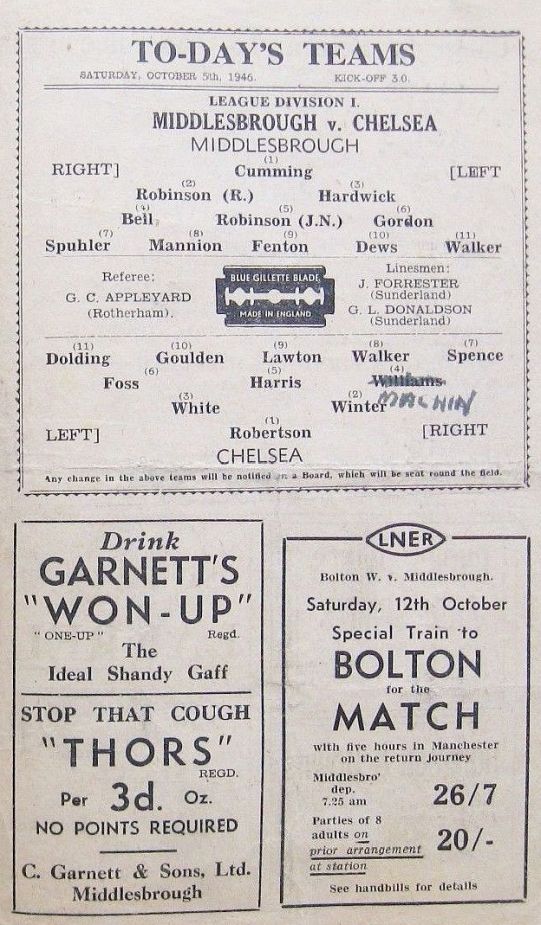 TO-DAY'S TEAMS
SATURDAY, OCTOBER 5th, 1946. KICK-OFF 3.0.
LEAGUE DIVISION I.
MIDDLESBROUGH v. CHELSEA
MIDDLESBROUGH
(1)
RIGHT] Cumming [LEFT
(2) (3)
Robinson (R.) Hardwick
(4) (5) (6)
Bell Robinson (J.N.) Gordon
(7) (8) (9) (10) (11)
Spuhler Mannion Fenton Dews Walker
Referee:
G. C. APPLEYARD
(Rotherham).
BLUE GILLETTE BLADE
MADE IN ENGLAND
Linesmen:
J. FORRESTER
(Sunderland)
G. L. DONALDSON
(Sunderland)
(11) (10) (9) (8) (7)
Dolding Goulden Lawton Walker Spence
(6) (5) (4)
Foss Harris Williams
(3) (2)
White Winter MACHIN
(1)
LEFT] Robertson [RIGHT
CHELSEA
Any change in the above teams will be notified on a Board, which will be sent round the field.
Drink
GARNETT'S
"WON-UP"
"ONE-UP" Regd.
The
Ideal Shandy Gaff
STOP THAT COUGH
"THORS"
REGD.
Per 3d. Oz.
NO POINTS REQUIRED
C. Garnett & Sons, Ltd.
Middlesbrough
LNER
Bolton W. v. Middlesbrough.
Saturday, 12th October
Special Train to
BOLTON
for the
MATCH
with five hours in Manchester
on the return journey
Middlesbro'
dep.
7.25 am 26/7
Parties of 8
adults on
prior arrangement
at station 20/-
See handbills for details